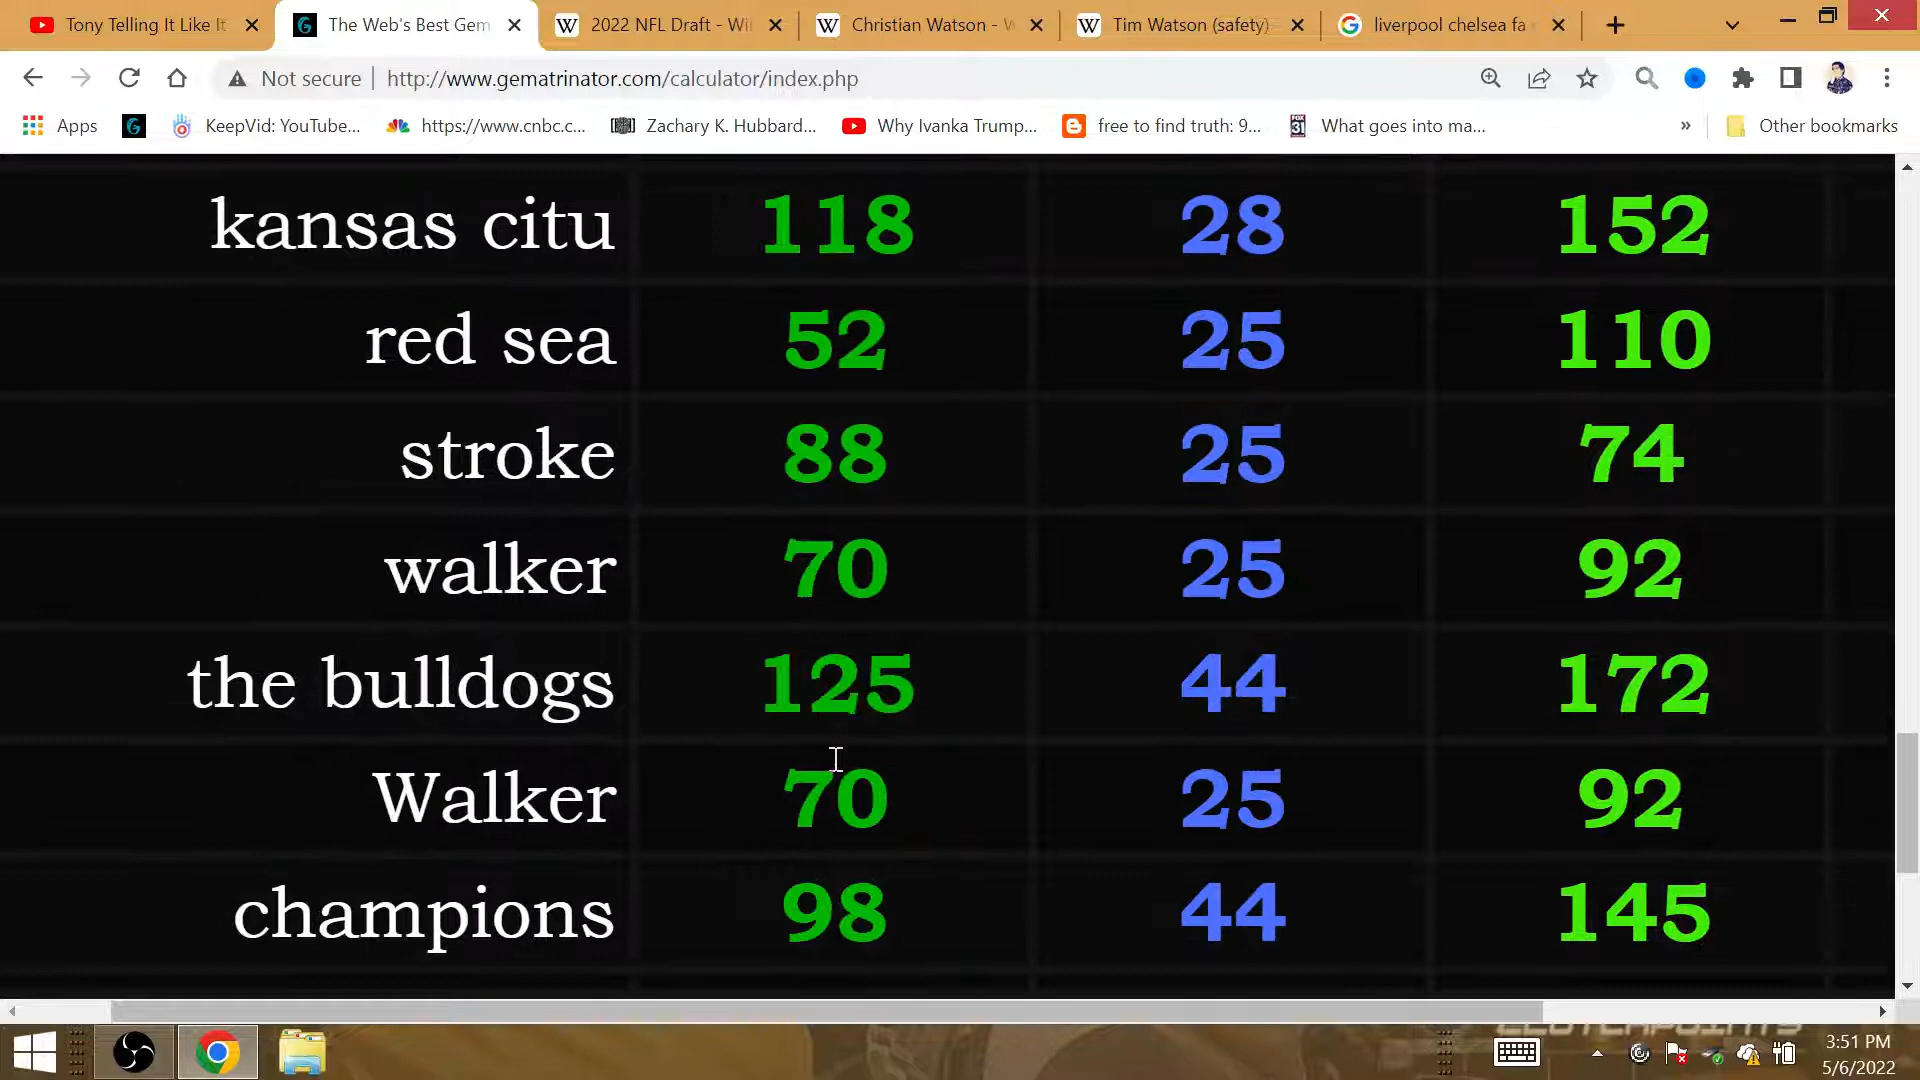 Tony Telling It Like It
The Web's Best Gem
2022 NFL Draft - Wi
Christian Watson - W
Tim Watson (safety)
liverpool chelsea fa
Not secure
http://www.gematrinator.com/calculator/index.php
Apps
KeepVid: YouTube...
https://www.cnbc.c...
Zachary K. Hubbard...
Why Ivanka Trump,...
free to find truth: 9...
What goes into ma...
»
Other bookmarks
kansas citu 118 28 152
red sea 52 25 110
stroke 88 25 74
walker 70 25 92
the bulldogs 125 44 172
Walker 70 25 92
champions 98 44 145
3:51 PM
5/6/2022